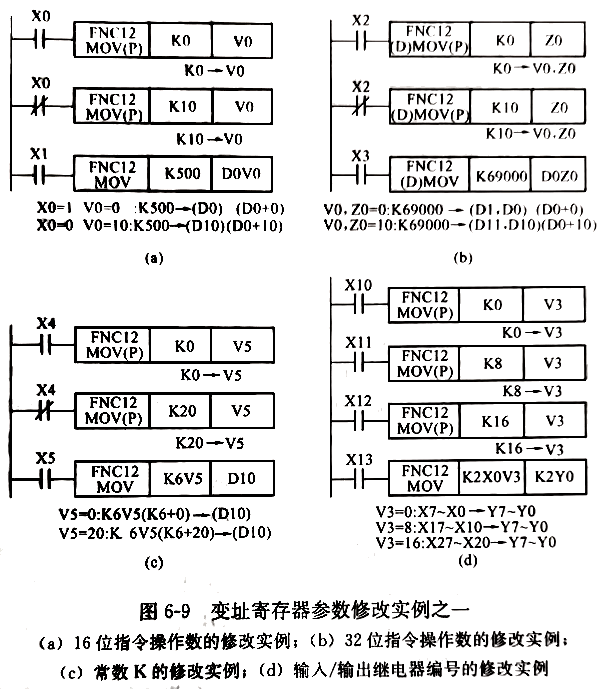 X0
FNC12 MOV(P) K0 V0
K0→V0
X0
FNC12 MOV(P) K10 V0
K10→V0
X1
FNC12 MOV K500 D0V0
X0=1 V0=0 :K500→(D0) (D0+0)
X0=0 V0=10:K500→(D10)(D0+10)
(a)
X2
FNC12 (D)MOV(P) K0 Z0
K0→V0,Z0
X2
FNC12 (D)MOV(P) K10 Z0
K10→V0,Z0
X3
FNC12 (D)MOV K69000 D0Z0
V0,Z0=0:K69000→(D1,D0) (D0+0)
V0,Z0=10:K69000→(D11,D10)(D0+10)
(b)
X4
FNC12 MOV(P) K0 V5
K0→V5
X4
FNC12 MOV(P) K20 V5
K20→V5
X5
FNC12 MOV K6V5 D10
V5=0:K6V5(K6+0)→(D10)
V5=20:K 6V5(K6+20)→(D10)
(c)
X10
FNC12 MOV(P) K0 V3
K0→V3
X11
FNC12 MOV(P) K8 V3
K8→V3
X12
FNC12 MOV(P) K16 V3
K16→V3
X13
FNC12 MOV K2X0V3 K2Y0
V3=0:X7~X0→Y7~Y0
V3=8:X17~X10→Y7~Y0
V3=16:X27~X20→Y7~Y0
(d)
图 6-9 变址寄存器参数修改实例之一
(a) 16 位指令操作数的修改实例；(b) 32 位指令操作数的修改实例；
(c) 常数 K 的修改实例；(d) 输入/输出继电器编号的修改实例